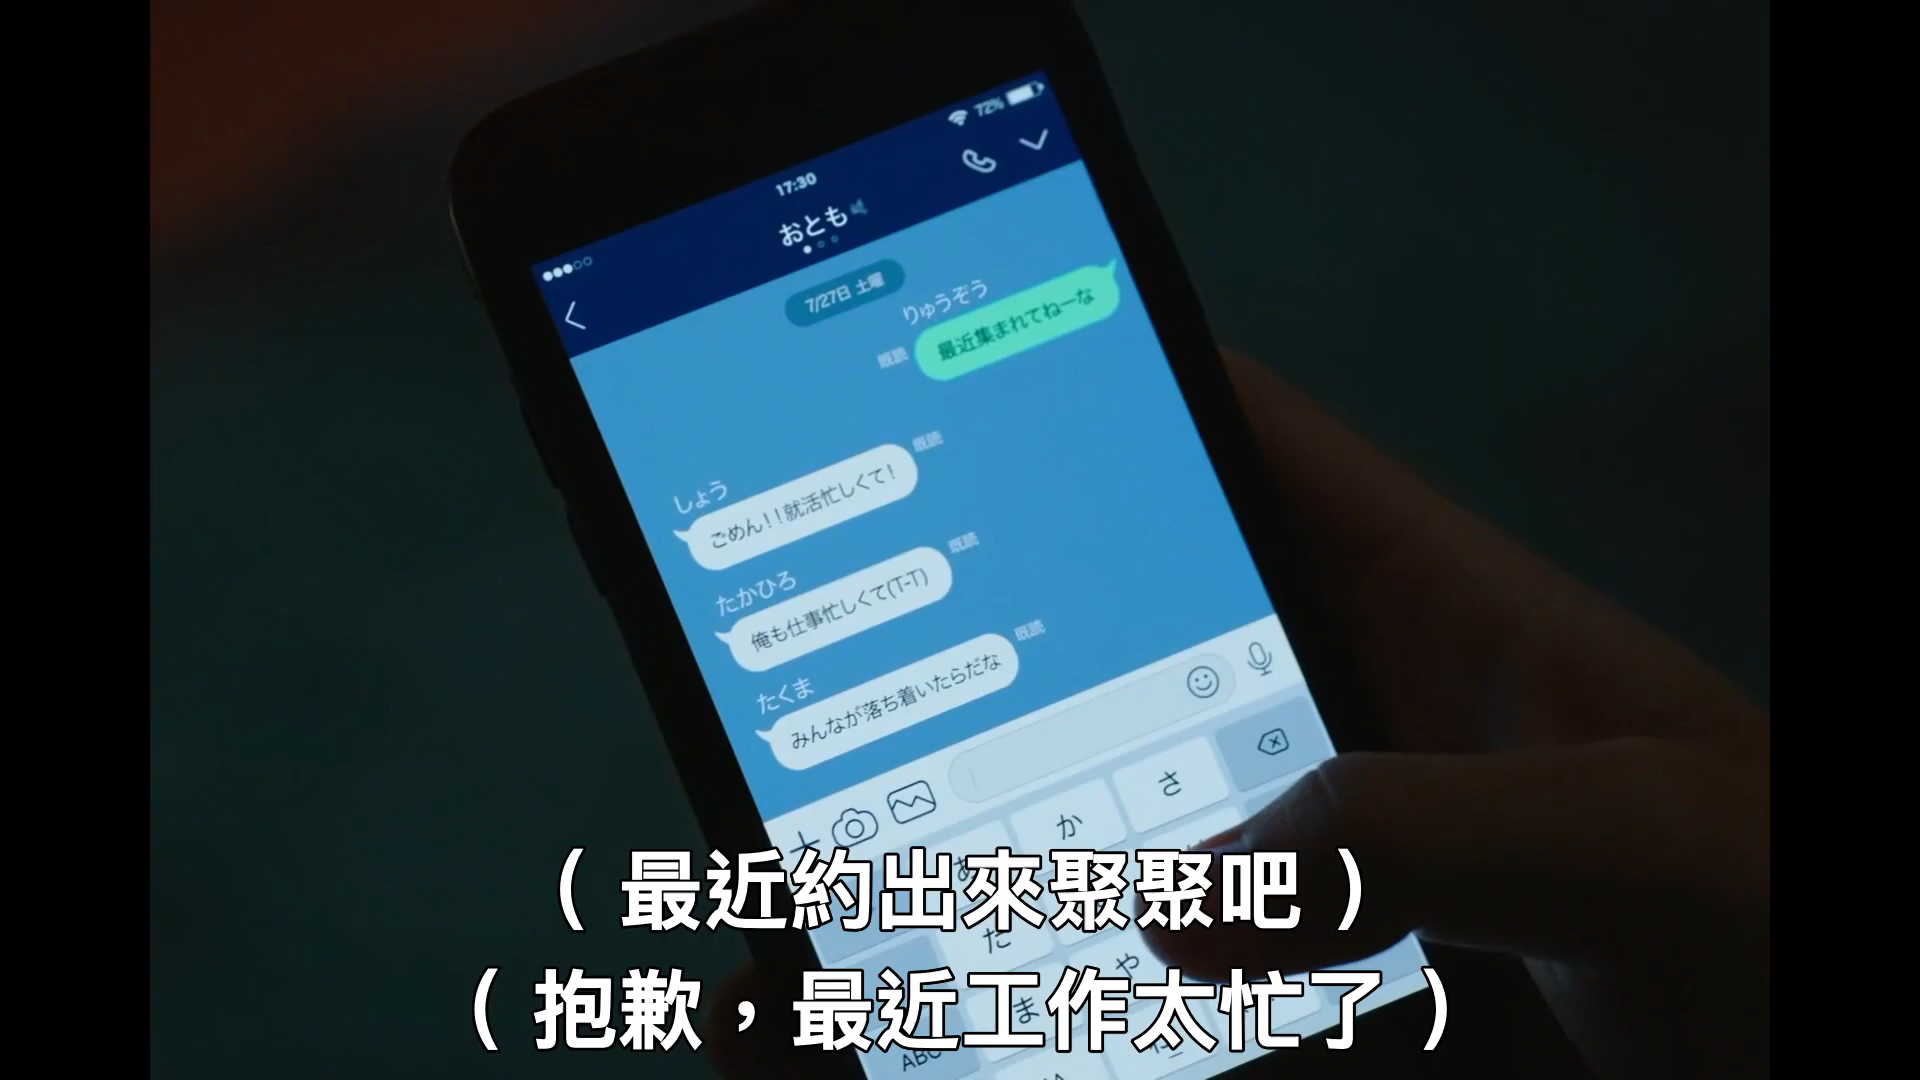 72%
17:30
おとも
7/27日 土曜
りゅうぞう
既読
最近集まれてねーな
しょう
既読
ごめん!!就活忙しくて!
たかひろ
既読
俺も仕事忙しくて(T-T)
たくま
既読
みんなが落ち着いたらだな
あ
か
さ
た
や
ま
ABC
(最近約出來聚聚吧)
(抱歉，最近工作太忙了)